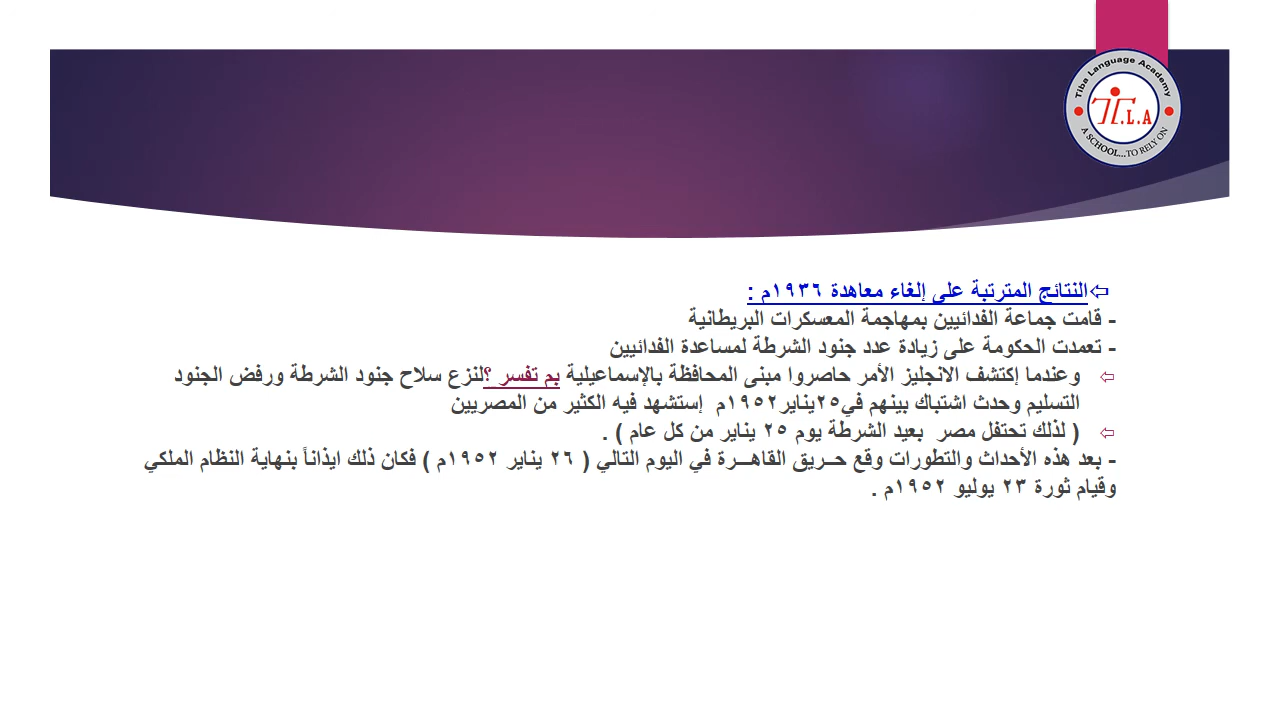 Tiba Language Academy
T.L.A
A SCHOOL...TO RELY ON
⇦النتائج المترتبة على إلغاء معاهدة ١٩٣٦م :
- قامت جماعة الفدائيين بمهاجمة المعسكرات البريطانية
- تعمدت الحكومة على زيادة عدد جنود الشرطة لمساعدة الفدائيين
⇦ وعندما إكتشف الانجليز الأمر حاصروا مبنى المحافظة بالإسماعيلية بم تفسر ؟لنزع سلاح جنود الشرطة ورفض الجنود
التسليم وحدث اشتباك بينهم في٢٥يناير١٩٥٢م إستشهد فيه الكثير من المصريين
⇦ ( لذلك تحتفل مصر بعيد الشرطة يوم ٢٥ يناير من كل عام ) .
- بعد هذه الأحداث والتطورات وقع حــريق القاهـــرة في اليوم التالي ( ٢٦ يناير ١٩٥٢م ) فكان ذلك ايذاناً بنهاية النظام الملكي
وقيام ثورة ٢٣ يوليو ١٩٥٢م .